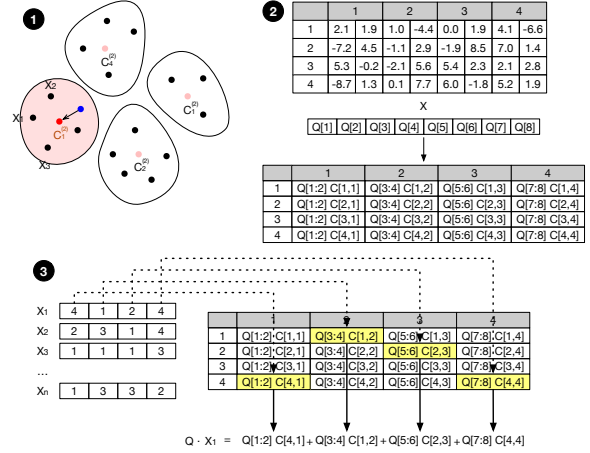 1
X2
X1
X3
C1(2)
C4(2)
C1(2)
C2(2)
2
1 2 3 4
1 2.1 1.9 1.0 -4.4 0.0 1.9 4.1 -6.6
2 -7.2 4.5 -1.1 2.9 -1.9 8.5 7.0 1.4
3 5.3 -0.2 -2.1 5.6 5.4 2.3 2.1 2.8
4 -8.7 1.3 0.1 7.7 6.0 -1.8 5.2 1.9
X
Q[1] Q[2] Q[3] Q[4] Q[5] Q[6] Q[7] Q[8]
1 2 3 4
1 Q[1:2] C[1,1] Q[3:4] C[1,2] Q[5:6] C[1,3] Q[7:8] C[1,4]
2 Q[1:2] C[2,1] Q[3:4] C[2,2] Q[5:6] C[2,3] Q[7:8] C[2,4]
3 Q[1:2] C[3,1] Q[3:4] C[3,2] Q[5:6] C[3,3] Q[7:8] C[3,4]
4 Q[1:2] C[4,1] Q[3:4] C[4,2] Q[5:6] C[4,3] Q[7:8] C[4,4]
3
X1 4 1 2 4
X2 2 3 1 4
X3 1 1 1 3
...
Xn 1 3 3 2
1 2 3 4
1 Q[1:2] C[1,1] Q[3:4] C[1,2] Q[5:6] C[1,3] Q[7:8] C[1,4]
2 Q[1:2] C[2,1] Q[3:4] C[2,2] Q[5:6] C[2,3] Q[7:8] C[2,4]
3 Q[1:2] C[3,1] Q[3:4] C[3,2] Q[5:6] C[3,3] Q[7:8] C[3,4]
4 Q[1:2] C[4,1] Q[3:4] C[4,2] Q[5:6] C[4,3] Q[7:8] C[4,4]
Q · X1 = Q[1:2] C[4,1] + Q[3:4] C[1,2] + Q[5:6] C[2,3] + Q[7:8] C[4,4]